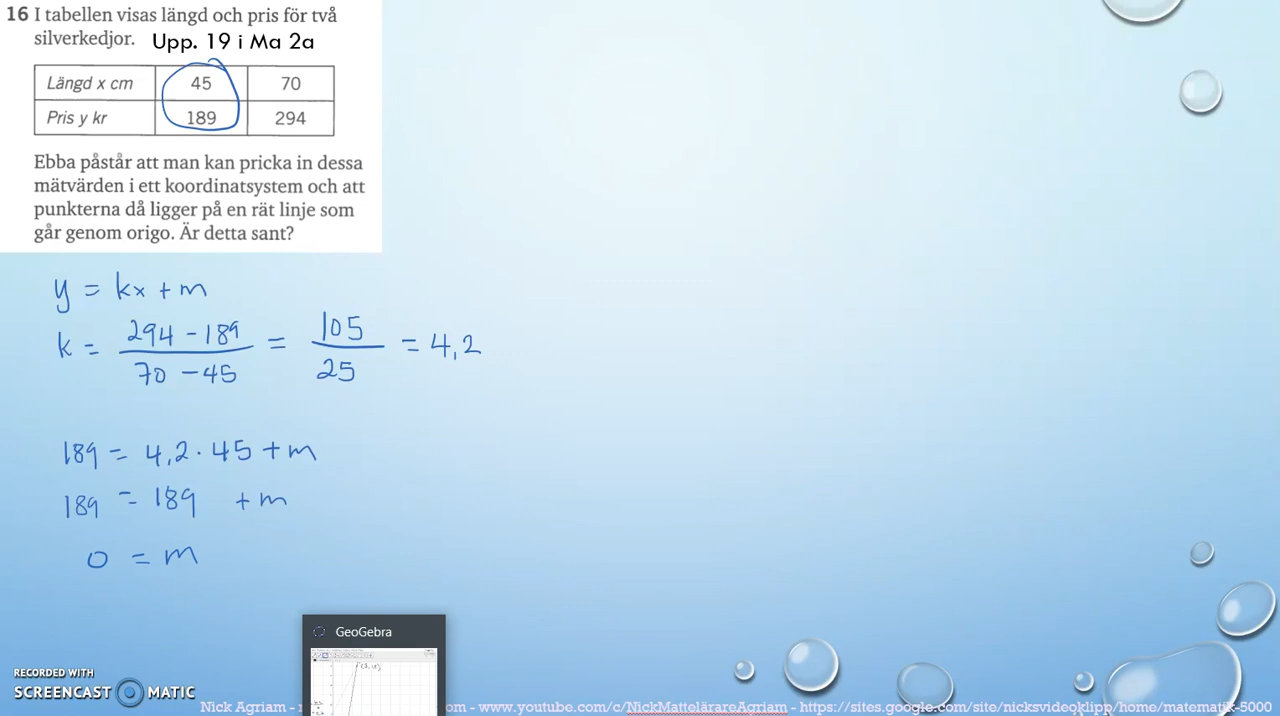 16 I tabellen visas längd och pris för två
silverkedjor. Upp. 19 i Ma 2a
Längd x cm 45 70
Pris y kr 189 294
Ebba påstår att man kan pricka in dessa
mätvärden i ett koordinatsystem och att
punkterna då ligger på en rät linje som
går genom origo. Är detta sant?
y = kx + m
k = (294 - 189)/(70 - 45) = 105/25 = 4,2
189 = 4,2 · 45 + m
189 = 189 + m
0 = m
GeoGebra
RECORDED WITH
SCREENCAST MATIC
Nick Agriam - om - www.youtube.com/c/NickMattelärareAgriam - https://sites.google.com/site/nicksvideoklipp/home/matematik-5000